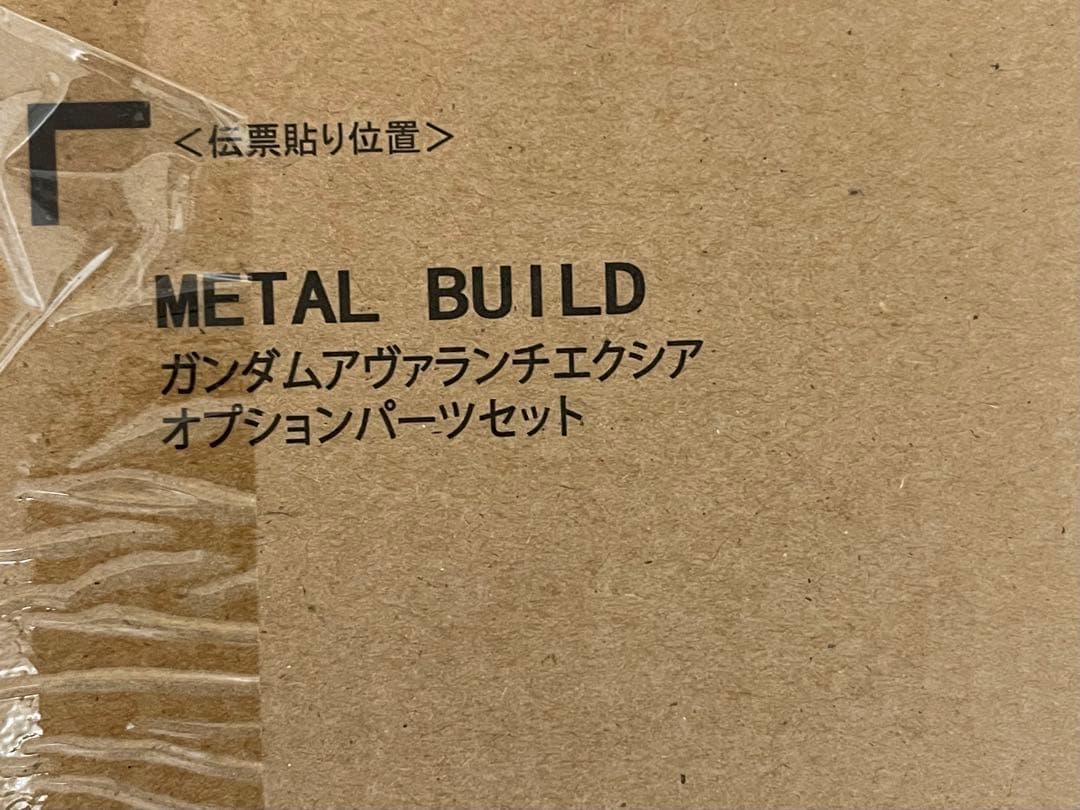 ＜伝票貼り位置＞
METAL BUILD
ガンダムアヴァランチエクシア
オプションパーツセット